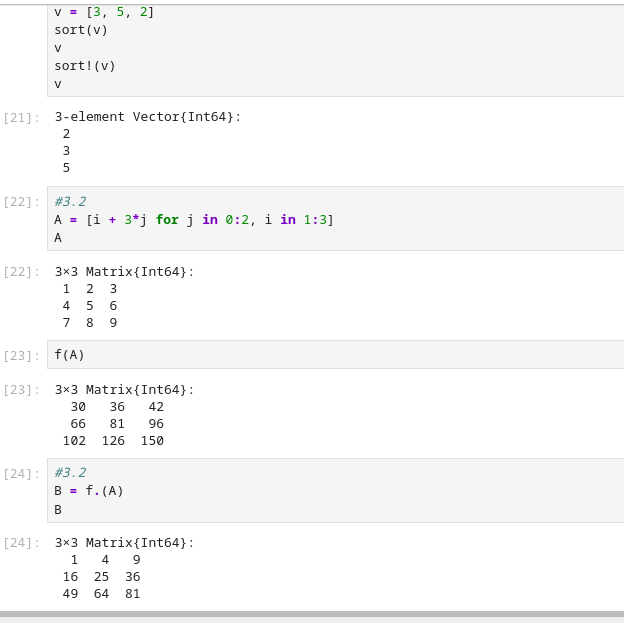 v = [3, 5, 2]
sort(v)
v
sort!(v)
v
[21]: 3-element Vector{Int64}:
 2
 3
 5
[22]: #3.2
A = [i + 3*j for j in 0:2, i in 1:3]
A
[22]: 3×3 Matrix{Int64}:
 1  2  3
 4  5  6
 7  8  9
[23]: f(A)
[23]: 3×3 Matrix{Int64}:
  30   36   42
  66   81   96
 102  126  150
[24]: #3.2
B = f.(A)
B
[24]: 3×3 Matrix{Int64}:
  1   4   9
 16  25  36
 49  64  81